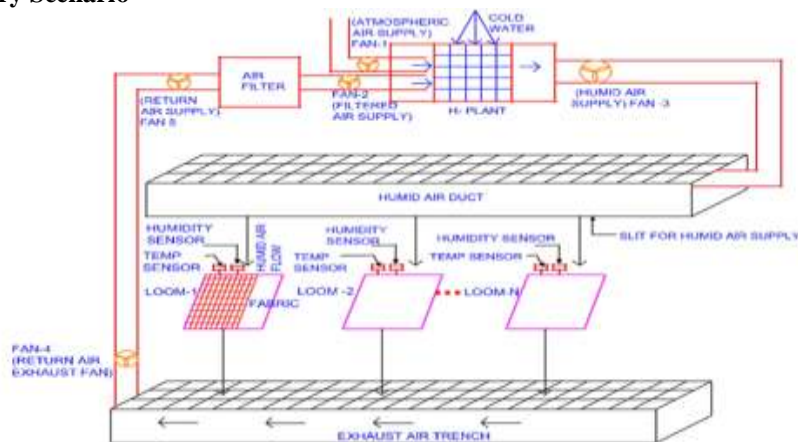 ry Scenario
(ATMOSPHERIC
AIR SUPPLY)
FAN-1
COLD
WATER
AIR
FILTER
(RETURN
AIR SUPPLY)
FAN 5
FAN-2
(FILTERED
AIR SUPPLY)
H- PLANT
(HUMID AIR
SUPPLY) FAN -3
HUMID AIR DUCT
SLIT FOR HUMID AIR SUPPLY
HUMIDITY
SENSOR
TEMP
SENSOR
HUMID AIR
FLOW
HUMIDITY
SENSOR
TEMP
SENSOR
HUMIDITY SENSOR
TEMP SENSOR
LOOM-1
FABRIC
LOOM -2
LOOM-N
FAN-4
(RETURN AIR
EXHAUST FAN)
EXHAUST AIR TRENCH